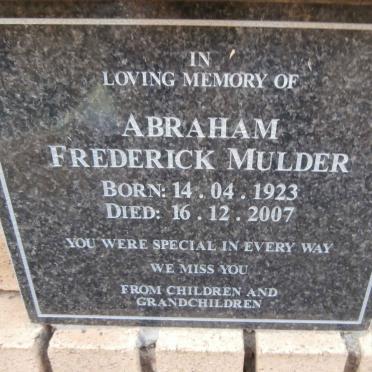 IN
LOVING MEMORY OF
ABRAHAM
FREDERICK MULDER
BORN: 14 . 04 . 1923
DIED: 16 . 12 . 2007
YOU WERE SPECIAL IN EVERY WAY
WE MISS YOU
FROM CHILDREN AND
GRANDCHILDREN